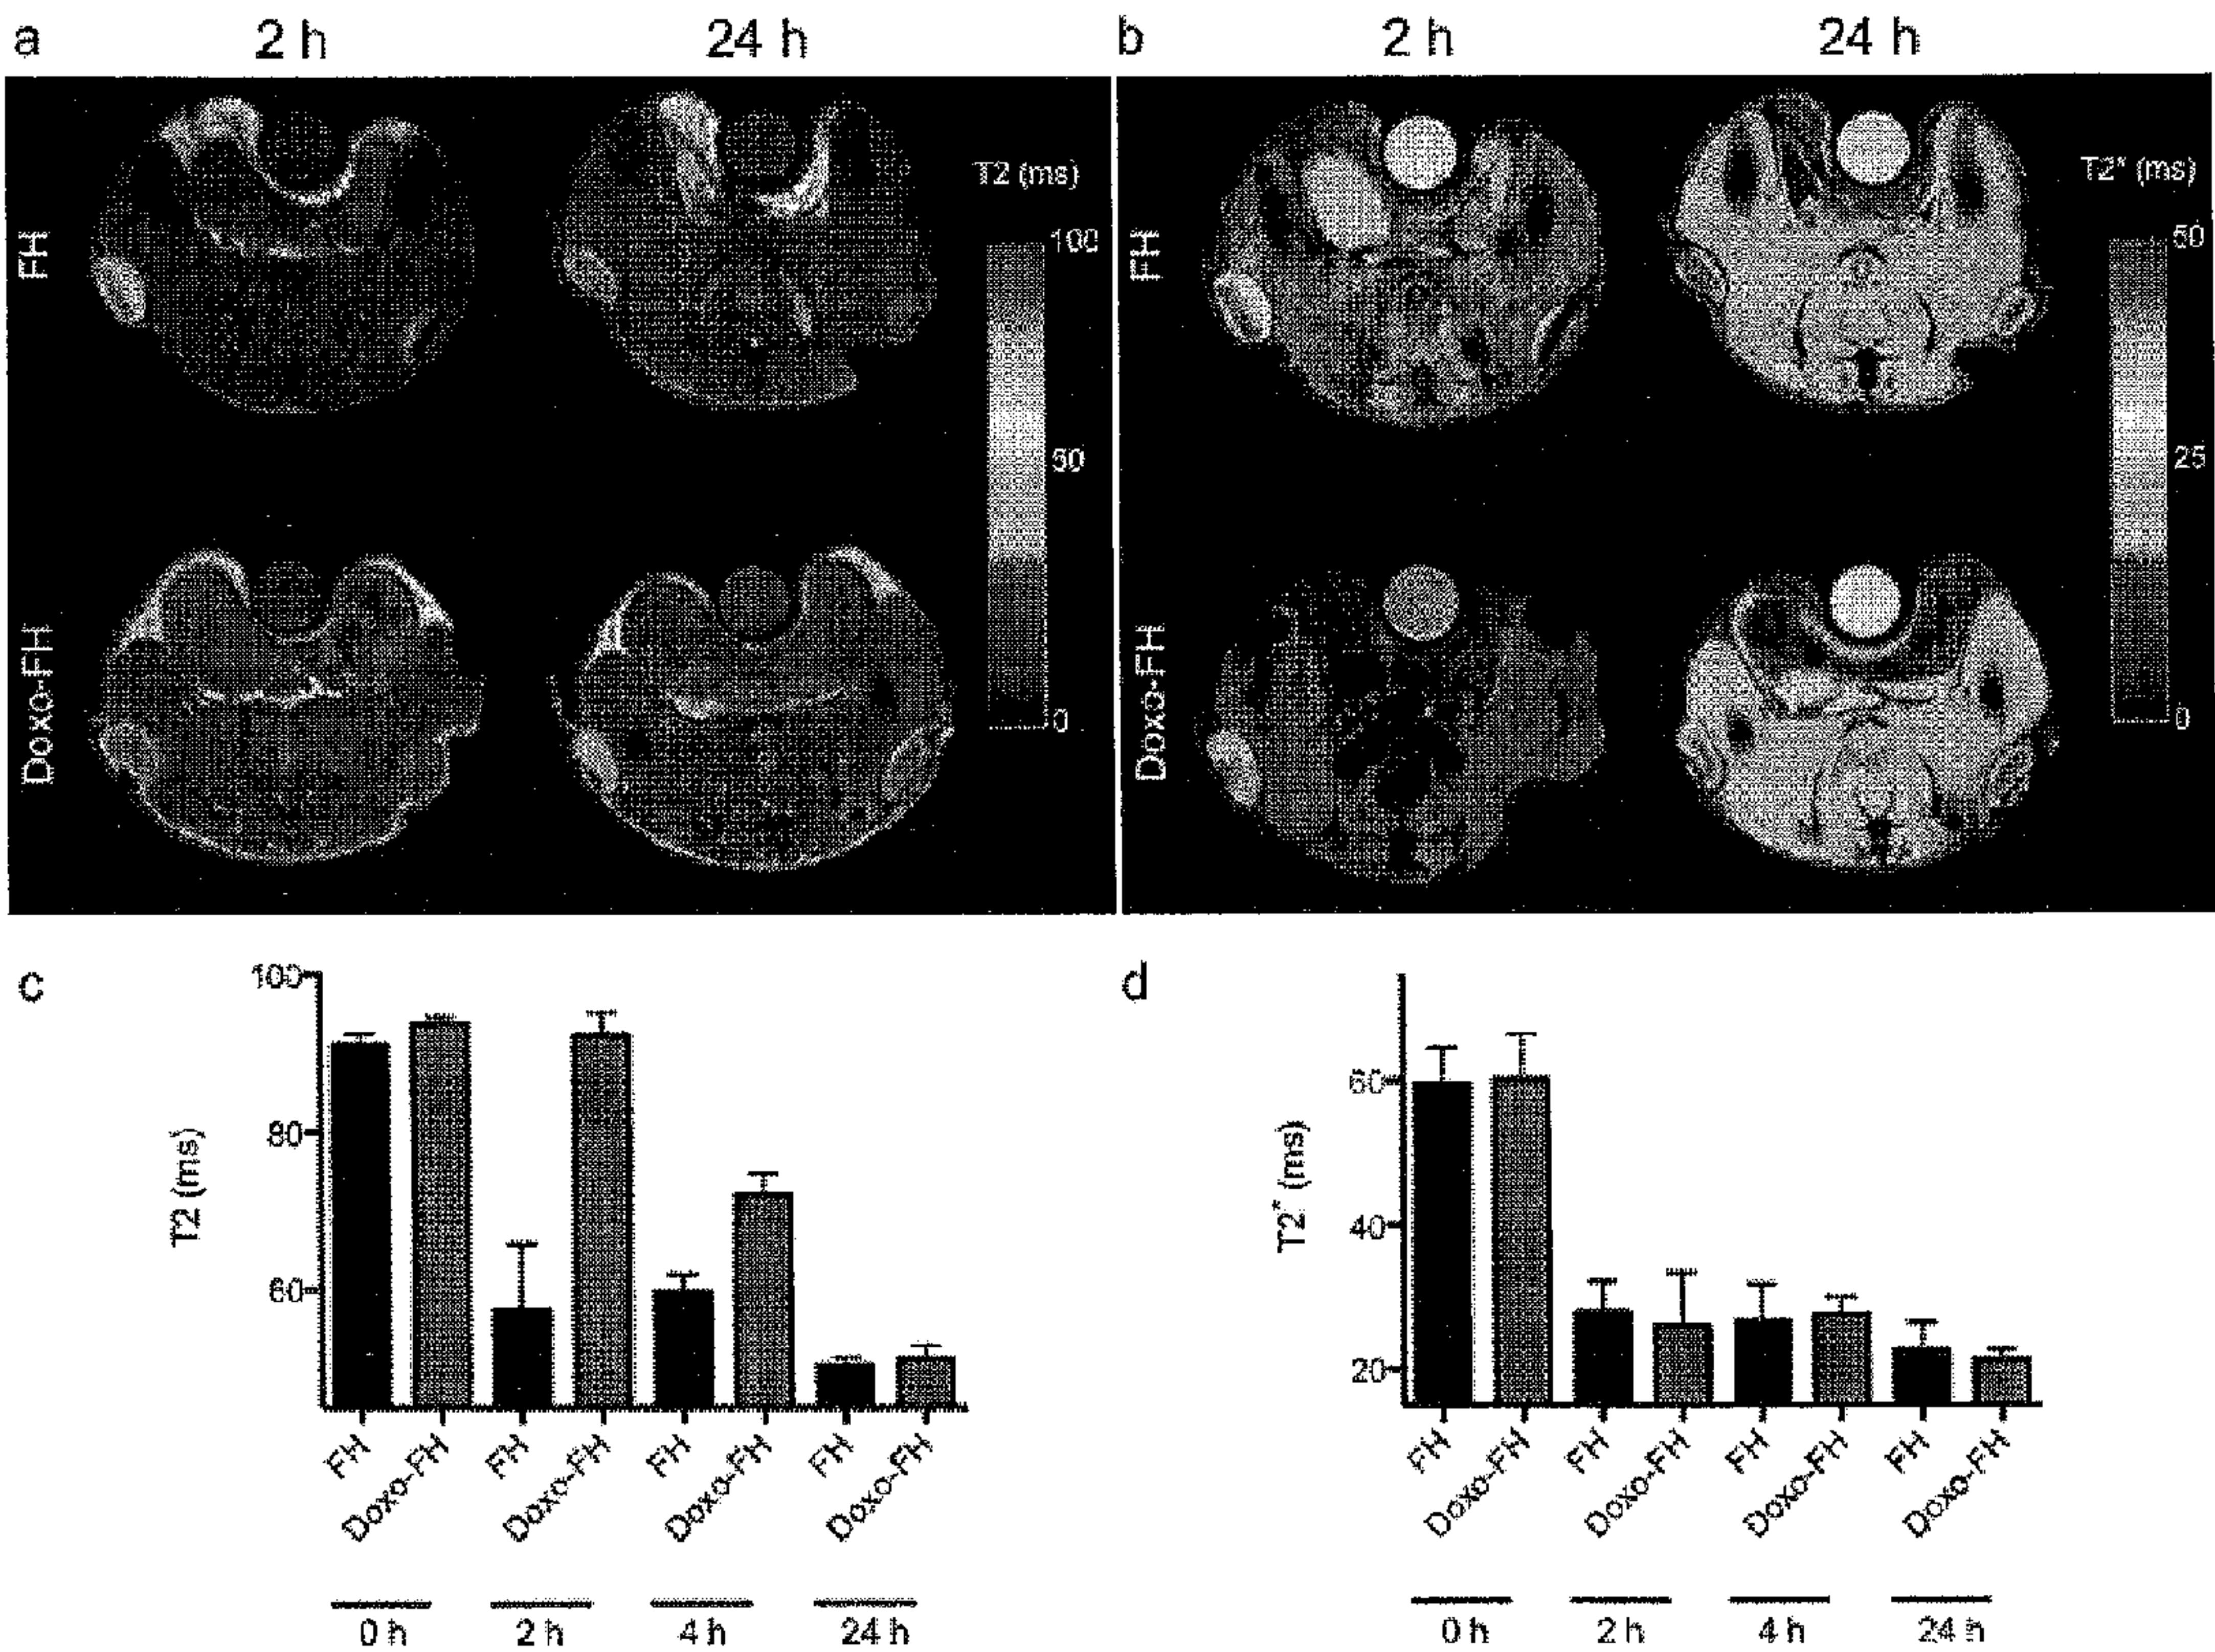 a 2 h 24 h b 2 h 24 h
T2 (ms)
T2* (ms)
FH
100
50
0
FH
50
25
0
Doxo-FH
Doxo-FH
c
T2 (ms)
100
80
60
FH Doxo-FH FH Doxo-FH FH Doxo-FH FH Doxo-FH
0 h 2 h 4 h 24 h
d
T2* (ms)
60
40
20
FH Doxo-FH FH Doxo-FH FH Doxo-FH FH Doxo-FH
0 h 2 h 4 h 24 h